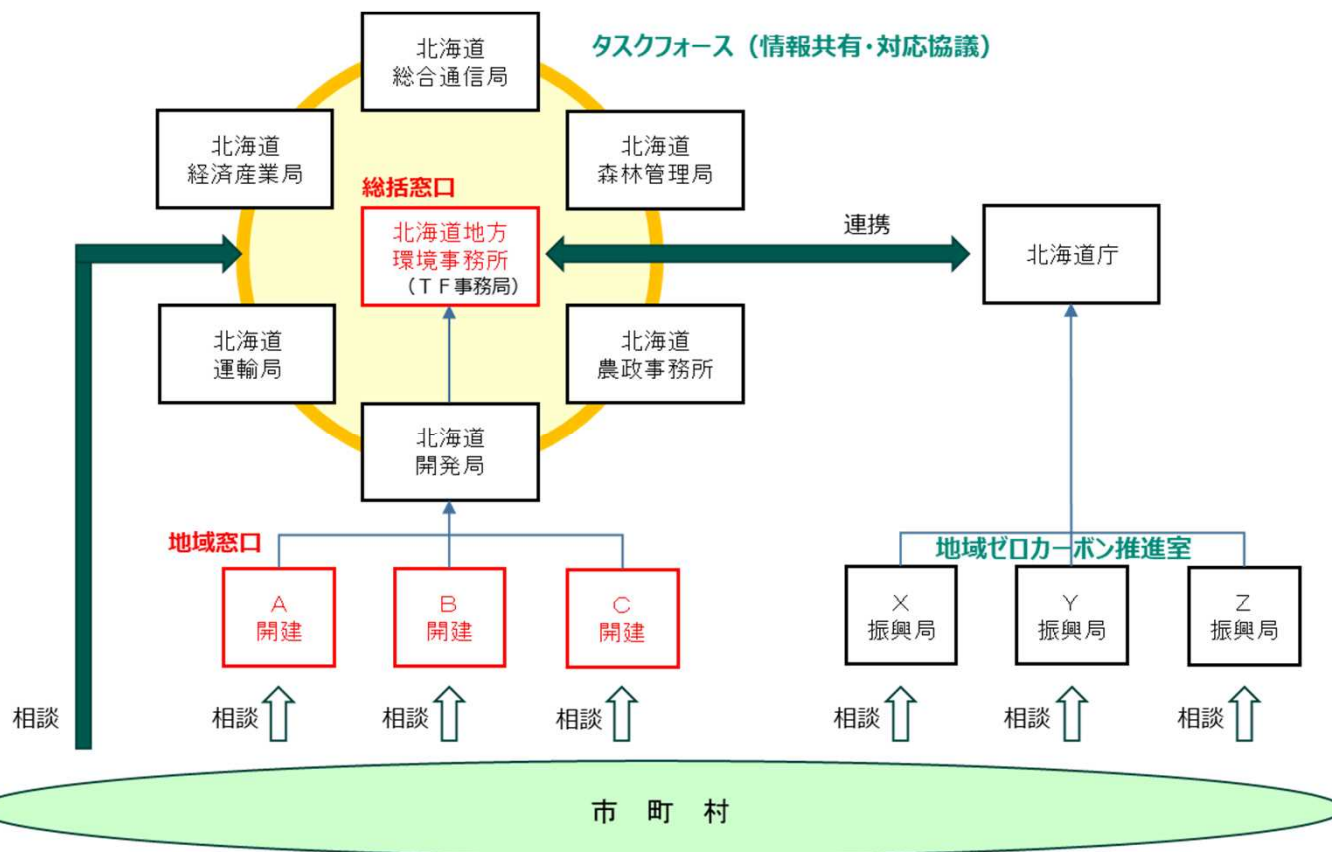 タスクフォース（情報共有・対応協議）
北海道
総合通信局
北海道
経済産業局
北海道
森林管理局
総括窓口
北海道地方
環境事務所
（ＴＦ事務局）
連携
北海道庁
北海道
運輸局
北海道
農政事務所
北海道
開発局
地域窓口
地域ゼロカーボン推進室
Ａ
開建
Ｂ
開建
Ｃ
開建
Ｘ
振興局
Ｙ
振興局
Ｚ
振興局
相談
相談
相談
相談
相談
相談
相談
市　町　村